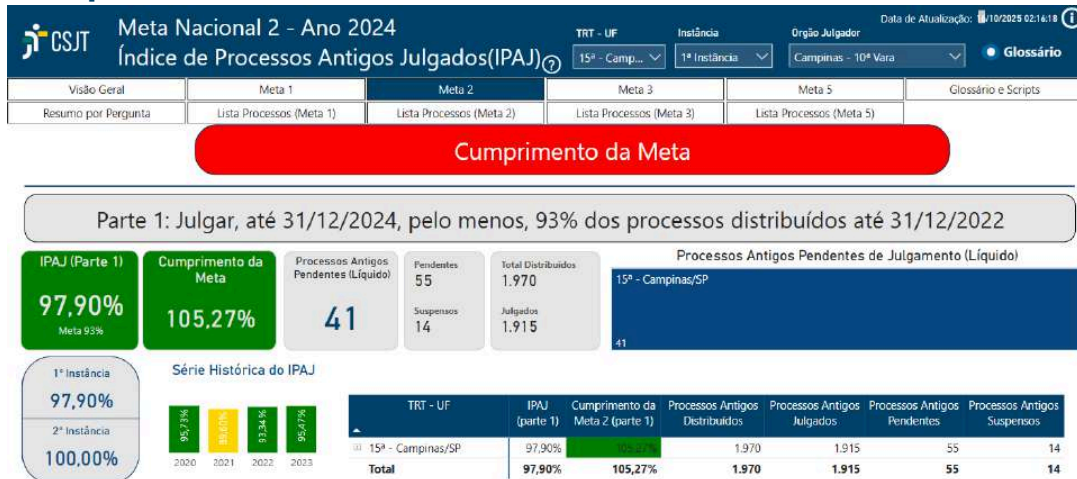 CSJT
Meta Nacional 2 - Ano 2024
Índice de Processos Antigos Julgados(IPAJ)
Data de Atualização: /10/2025 02:16:18
TRT - UF
Instância
Orgão Julgador
15ª - Camp...
1ª Instância
Campinas - 10ª Vara
Glossário
Visão Geral
Meta 1
Meta 2
Meta 3
Meta 5
Glossário e Scripts
Resumo por Pergunta
Lista Processos (Meta 1)
Lista Processos (Meta 2)
Lista Processos (Meta 3)
Lista Processos (Meta 5)
Cumprimento da Meta
Parte 1: Julgar, até 31/12/2024, pelo menos, 93% dos processos distribuídos até 31/12/2022
IPAJ (Parte 1)
97,90%
Meta 93%
Cumprimento da
Meta
105,27%
Processos Antigos
Pendentes (Líquido)
41
Pendentes
55
Suspensos
14
Total Distribuídos
1.970
Julgados
1.915
Processos Antigos Pendentes de Julgamento (Líquido)
15ª - Campinas/SP
41
1ª Instância
97,90%
2ª Instância
100,00%
Série Histórica do IPAJ
95,73%
93,34%
95,47%
2020 2021 2022 2023
TRT - UF
IPAJ
(parte 1)
Cumprimento da
Meta 2 (parte 1)
Processos Antigos
Distribuídos
Processos Antigos
Julgados
Processos Antigos
Pendentes
Processos Antigos
Suspensos
15ª - Campinas/SP 97,90% 105,27% 1.970 1.915 55 14
Total 97,90% 105,27% 1.970 1.915 55 14